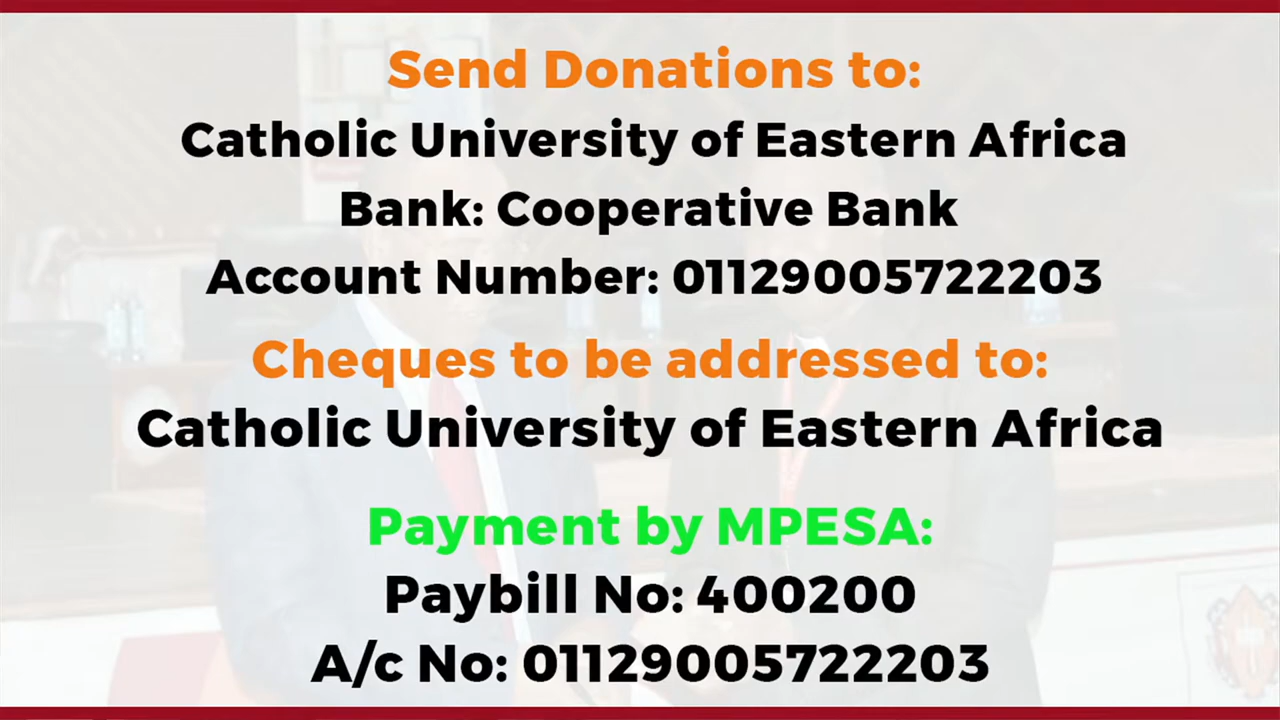 Send Donations to:
Catholic University of Eastern Africa
Bank: Cooperative Bank
Account Number: 01129005722203
Cheques to be addressed to:
Catholic University of Eastern Africa
Payment by MPESA:
Paybill No: 400200
A/c No: 01129005722203